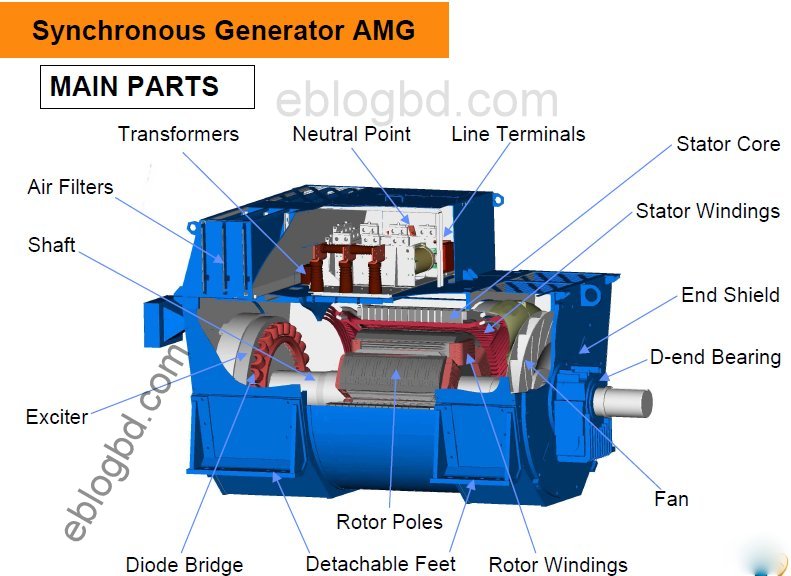 Synchronous Generator AMG
MAIN PARTS
eblogbd.com
Transformers
Neutral Point
Line Terminals
Stator Core
Air Filters
Stator Windings
Shaft
End Shield
D-end Bearing
Exciter
eblogbd.com
Fan
Rotor Poles
Diode Bridge
Detachable Feet
Rotor Windings